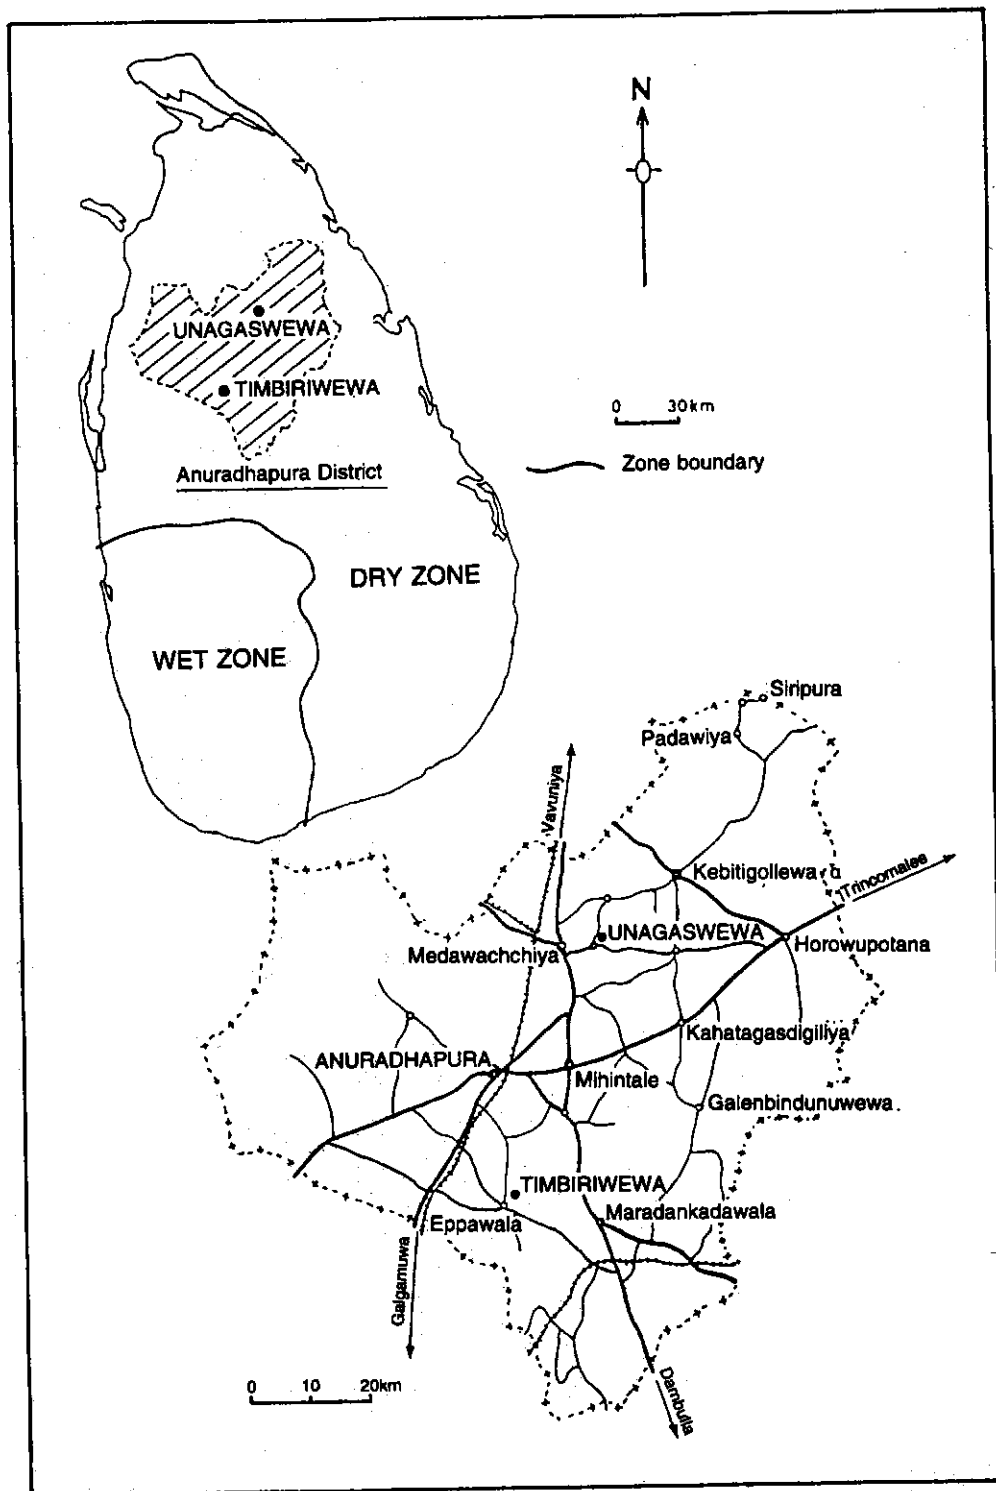 N
UNAGASWEWA
TIMBIRIWEWA
0 30km
Zone boundary
Anuradhapura District
DRY ZONE
WET ZONE
Siripura
Padawiya
Vavuniya
Kebitigollewa
Trincomalee
UNAGASWEWA
Horowupotana
Medawachchiya
Kahatagasdigiliya
ANURADHAPURA
Mihintale
Galenbindunuwewa.
TIMBIRIWEWA
Maradankadawala
Eppawala
Galgamuwa
0 10 20km
Dambulla